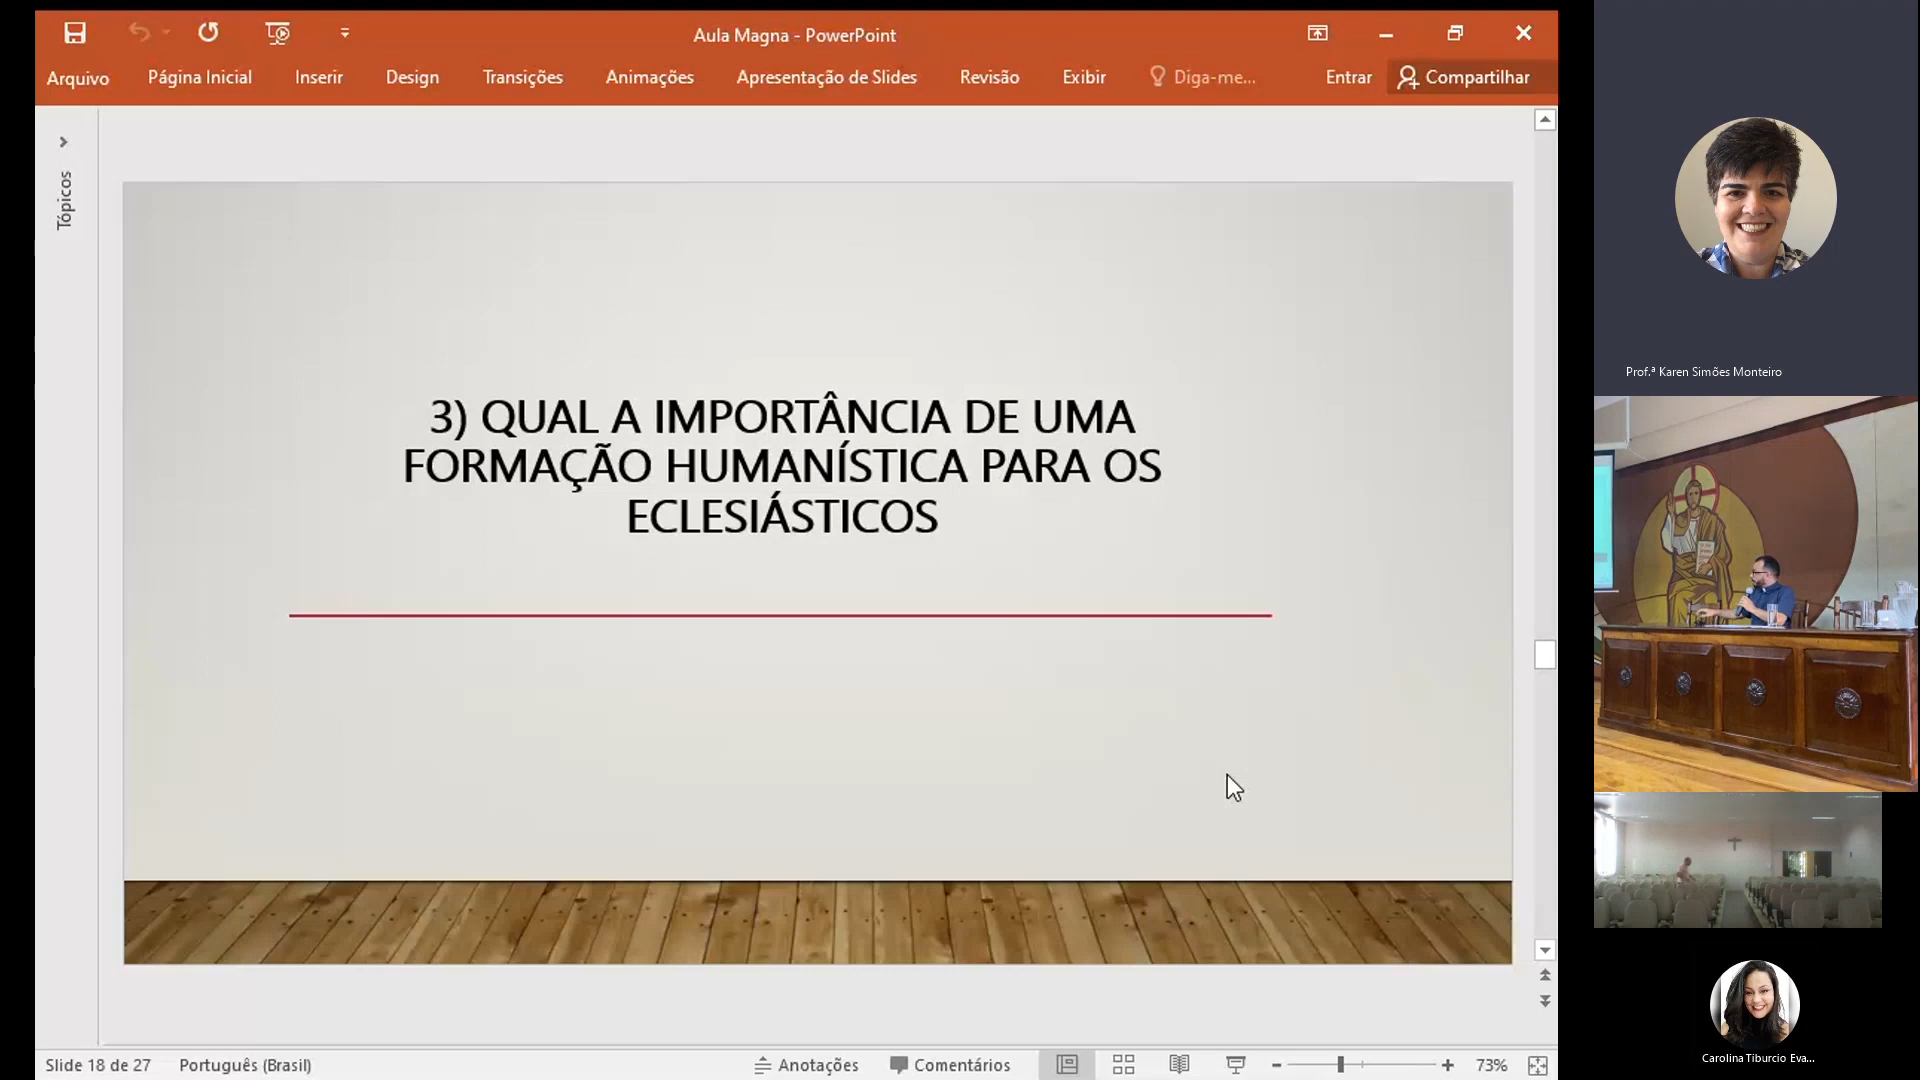 Aula Magna - PowerPoint
Arquivo
Página Inicial
Inserir
Design
Transições
Animações
Apresentação de Slides
Revisão
Exibir
Diga-me...
Entrar
Compartilhar
Tópicos
3) QUAL A IMPORTÂNCIA DE UMA
FORMAÇÃO HUMANÍSTICA PARA OS
ECLESIÁSTICOS
Slide 18 de 27
Português (Brasil)
Anotações
Comentários
73%
Prof.ª Karen Simões Monteiro
Carolina Tiburcio Eva...